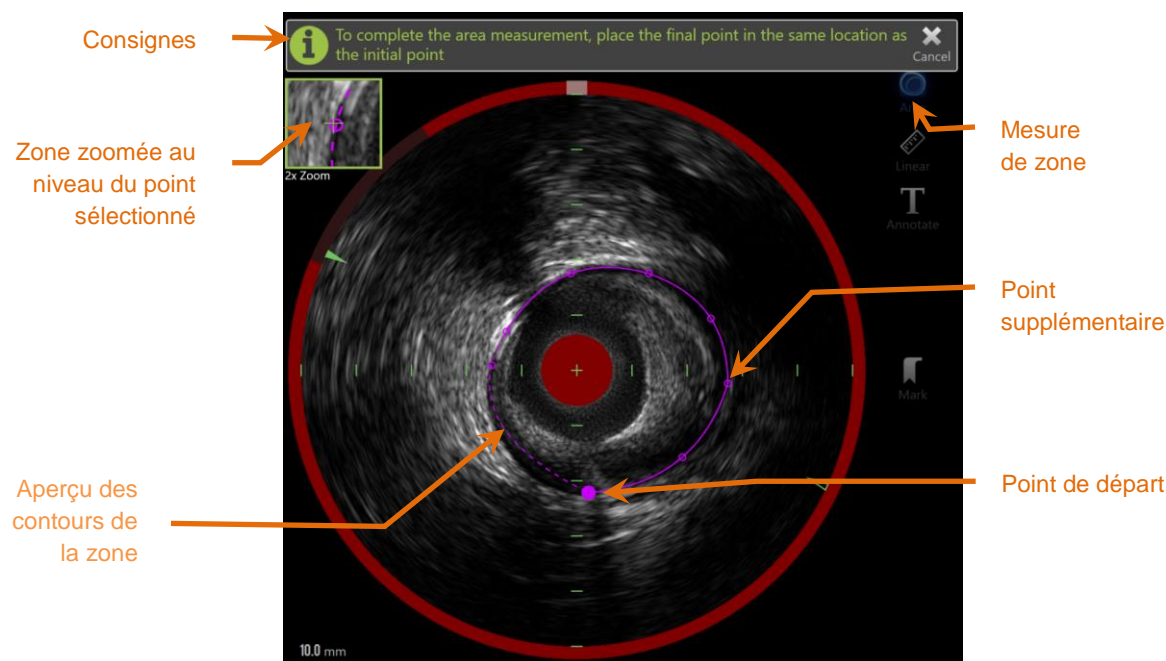 Consignes
To complete the area measurement, place the final point in the same location as
the initial point
Cancel
Zone zoomée au
niveau du point
sélectionné
2x Zoom
Mesure
de zone
Linear
T
Annotate
Point
supplémentaire
Mark
Aperçu des
contours de
la zone
Point de départ
10.0 mm